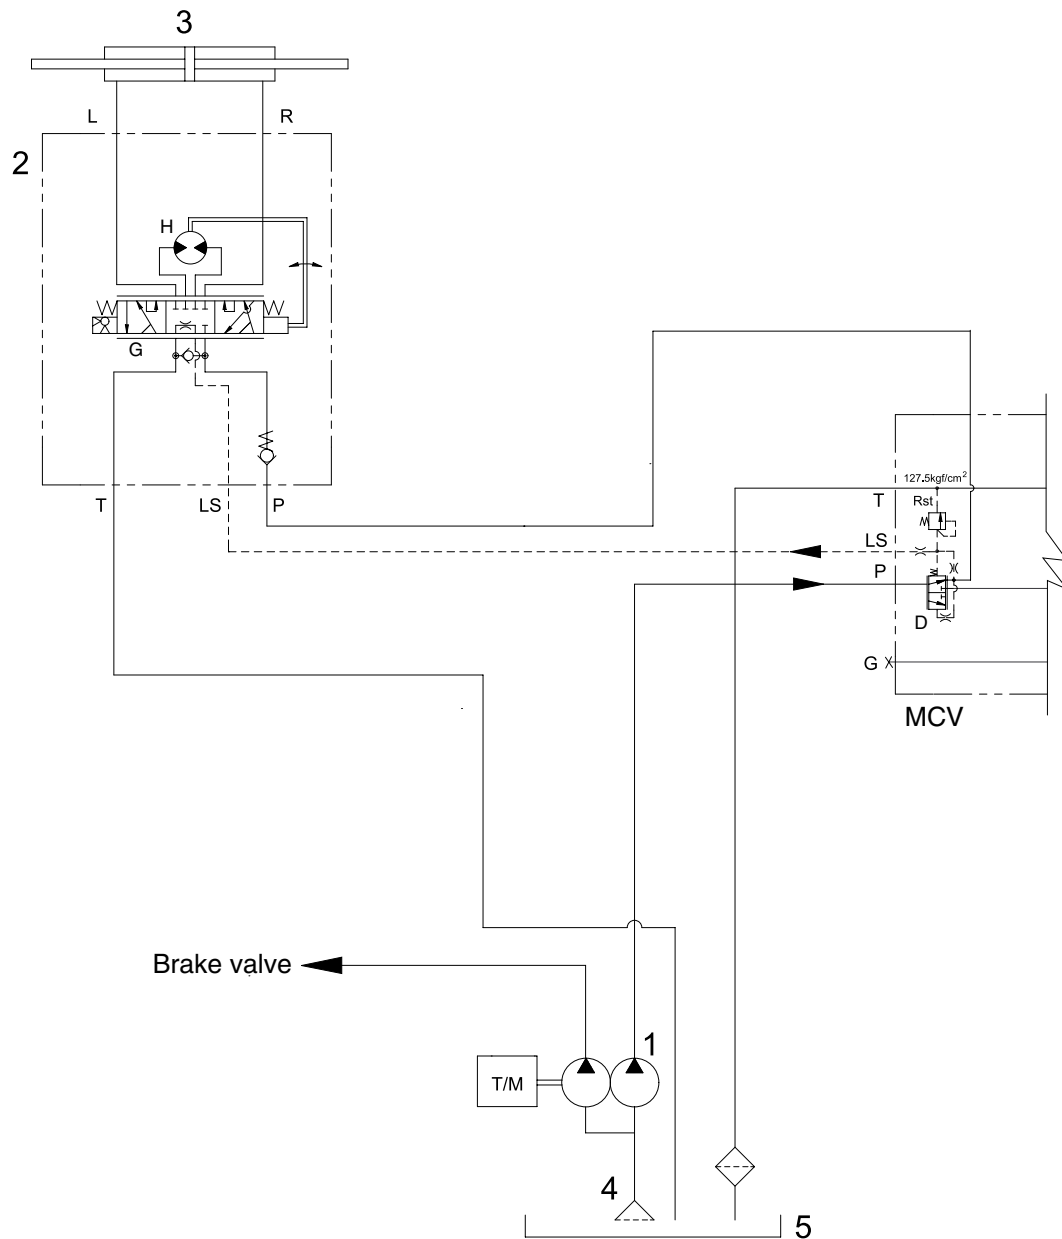 3
L R
2
H
G
T LS P
127.5kgf/cm²
T Rst
LS
P
D
G
MCV
Brake valve
1
T/M
4
5